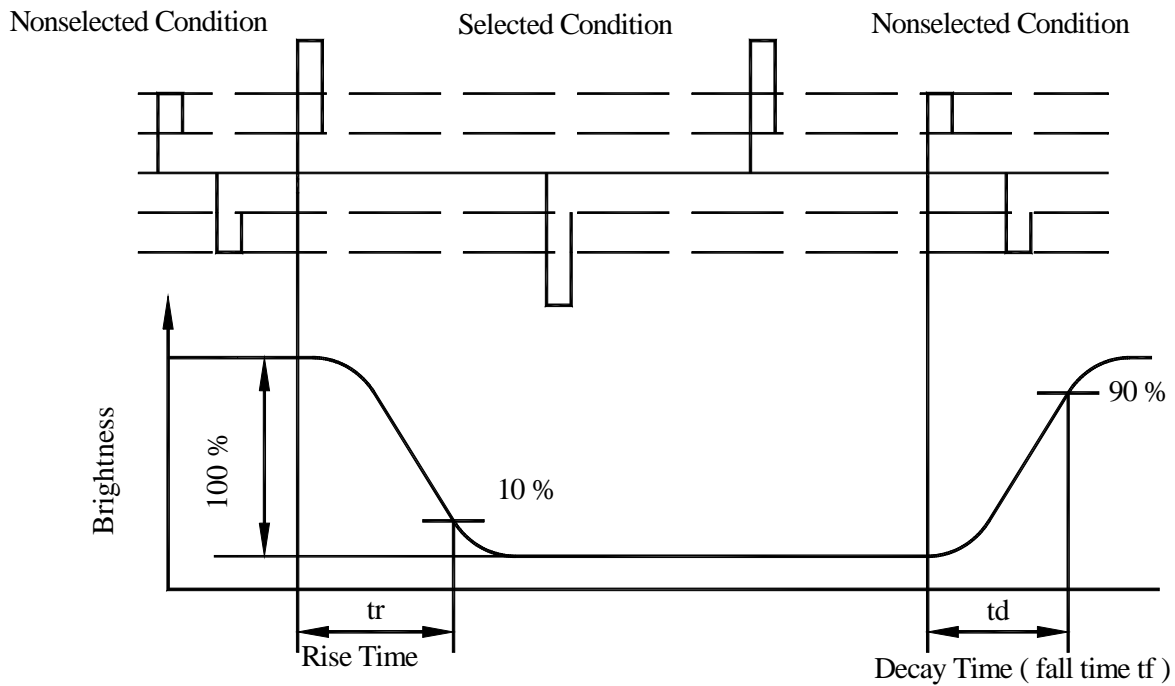 Nonselected Condition
Selected Condition
Nonselected Condition
Brightness
100 %
10 %
90 %
tr
Rise Time
td
Decay Time ( fall time tf )